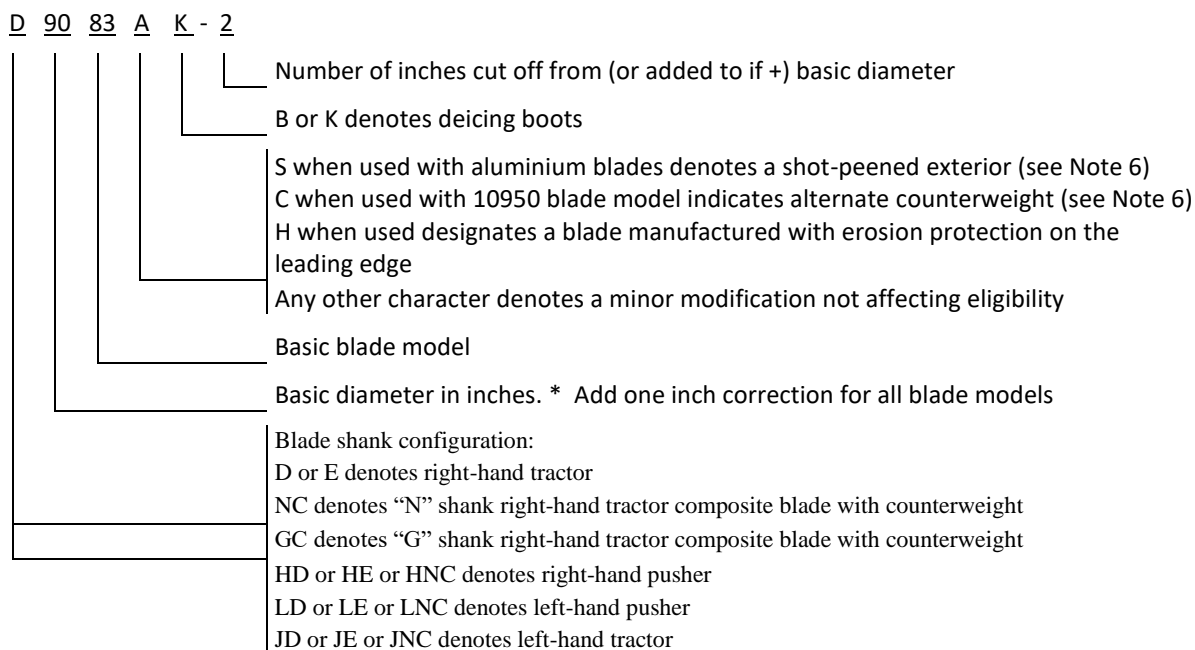 D 90 83 A K - 2
Number of inches cut off from (or added to if +) basic diameter
B or K denotes deicing boots
S when used with aluminium blades denotes a shot-peened exterior (see Note 6)
C when used with 10950 blade model indicates alternate counterweight (see Note 6)
H when used designates a blade manufactured with erosion protection on the
leading edge
Any other character denotes a minor modification not affecting eligibility
Basic blade model
Basic diameter in inches. * Add one inch correction for all blade models
Blade shank configuration:
D or E denotes right-hand tractor
NC denotes “N” shank right-hand tractor composite blade with counterweight
GC denotes “G” shank right-hand tractor composite blade with counterweight
HD or HE or HNC denotes right-hand pusher
LD or LE or LNC denotes left-hand pusher
JD or JE or JNC denotes left-hand tractor